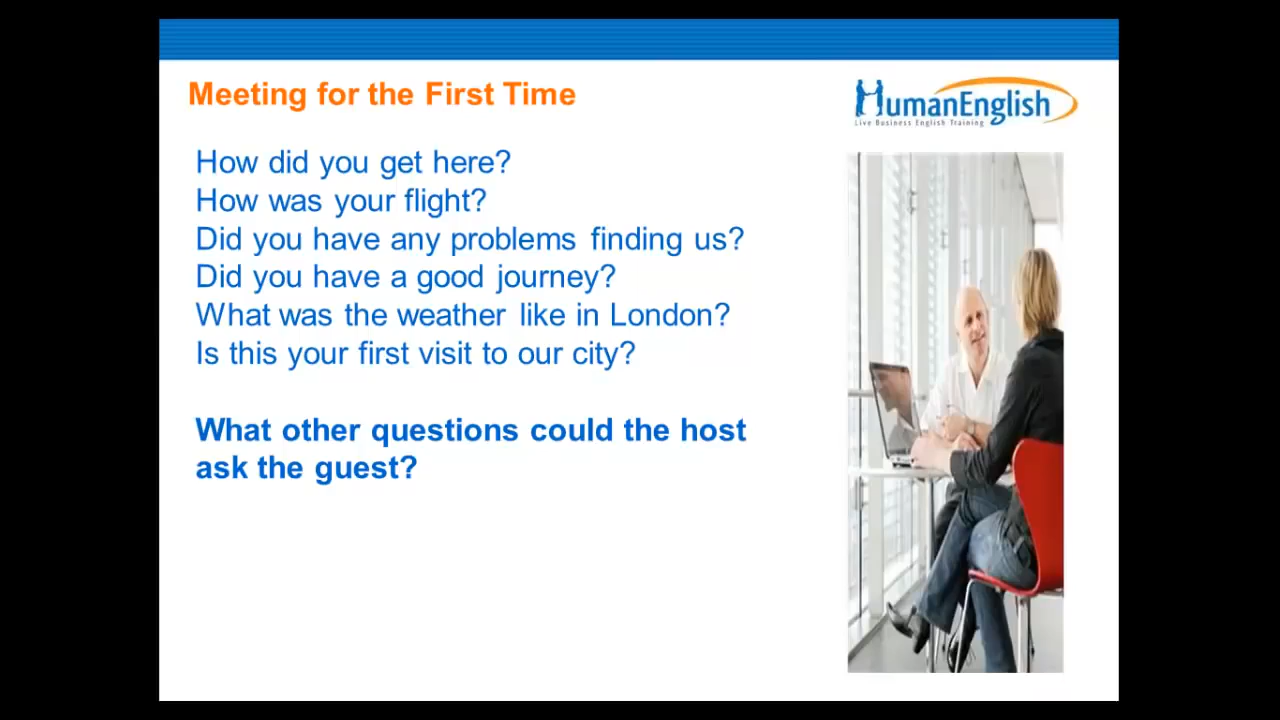 Meeting for the First Time
HumanEnglish
Live Business English Training
How did you get here?
How was your flight?
Did you have any problems finding us?
Did you have a good journey?
What was the weather like in London?
Is this your first visit to our city?
What other questions could the host
ask the guest?